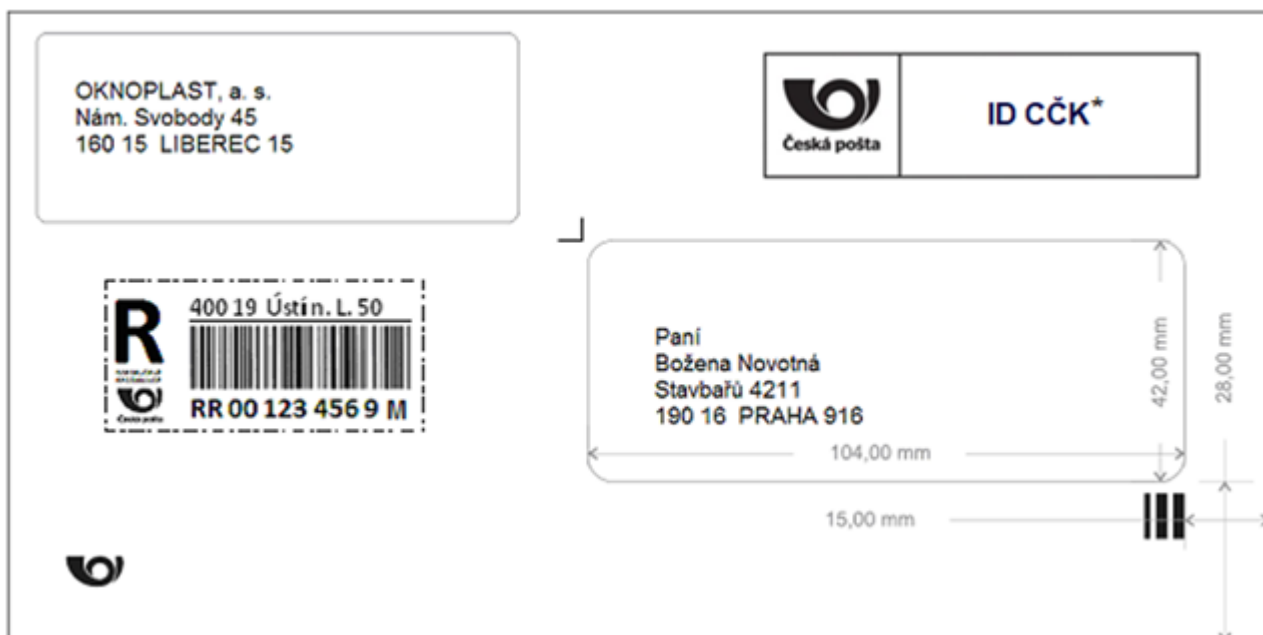 OKNOPLAST, a. s.
Nám. Svobody 45
160 15 LIBEREC 15
Česká pošta
ID CČK*
R
400 19 Ústí n. L. 50
RR 00 123 456 9 M
Česká pošta
Paní
Božena Novotná
Stavbařů 4211
190 16 PRAHA 916
42,00 mm
28,00 mm
104,00 mm
15,00 mm